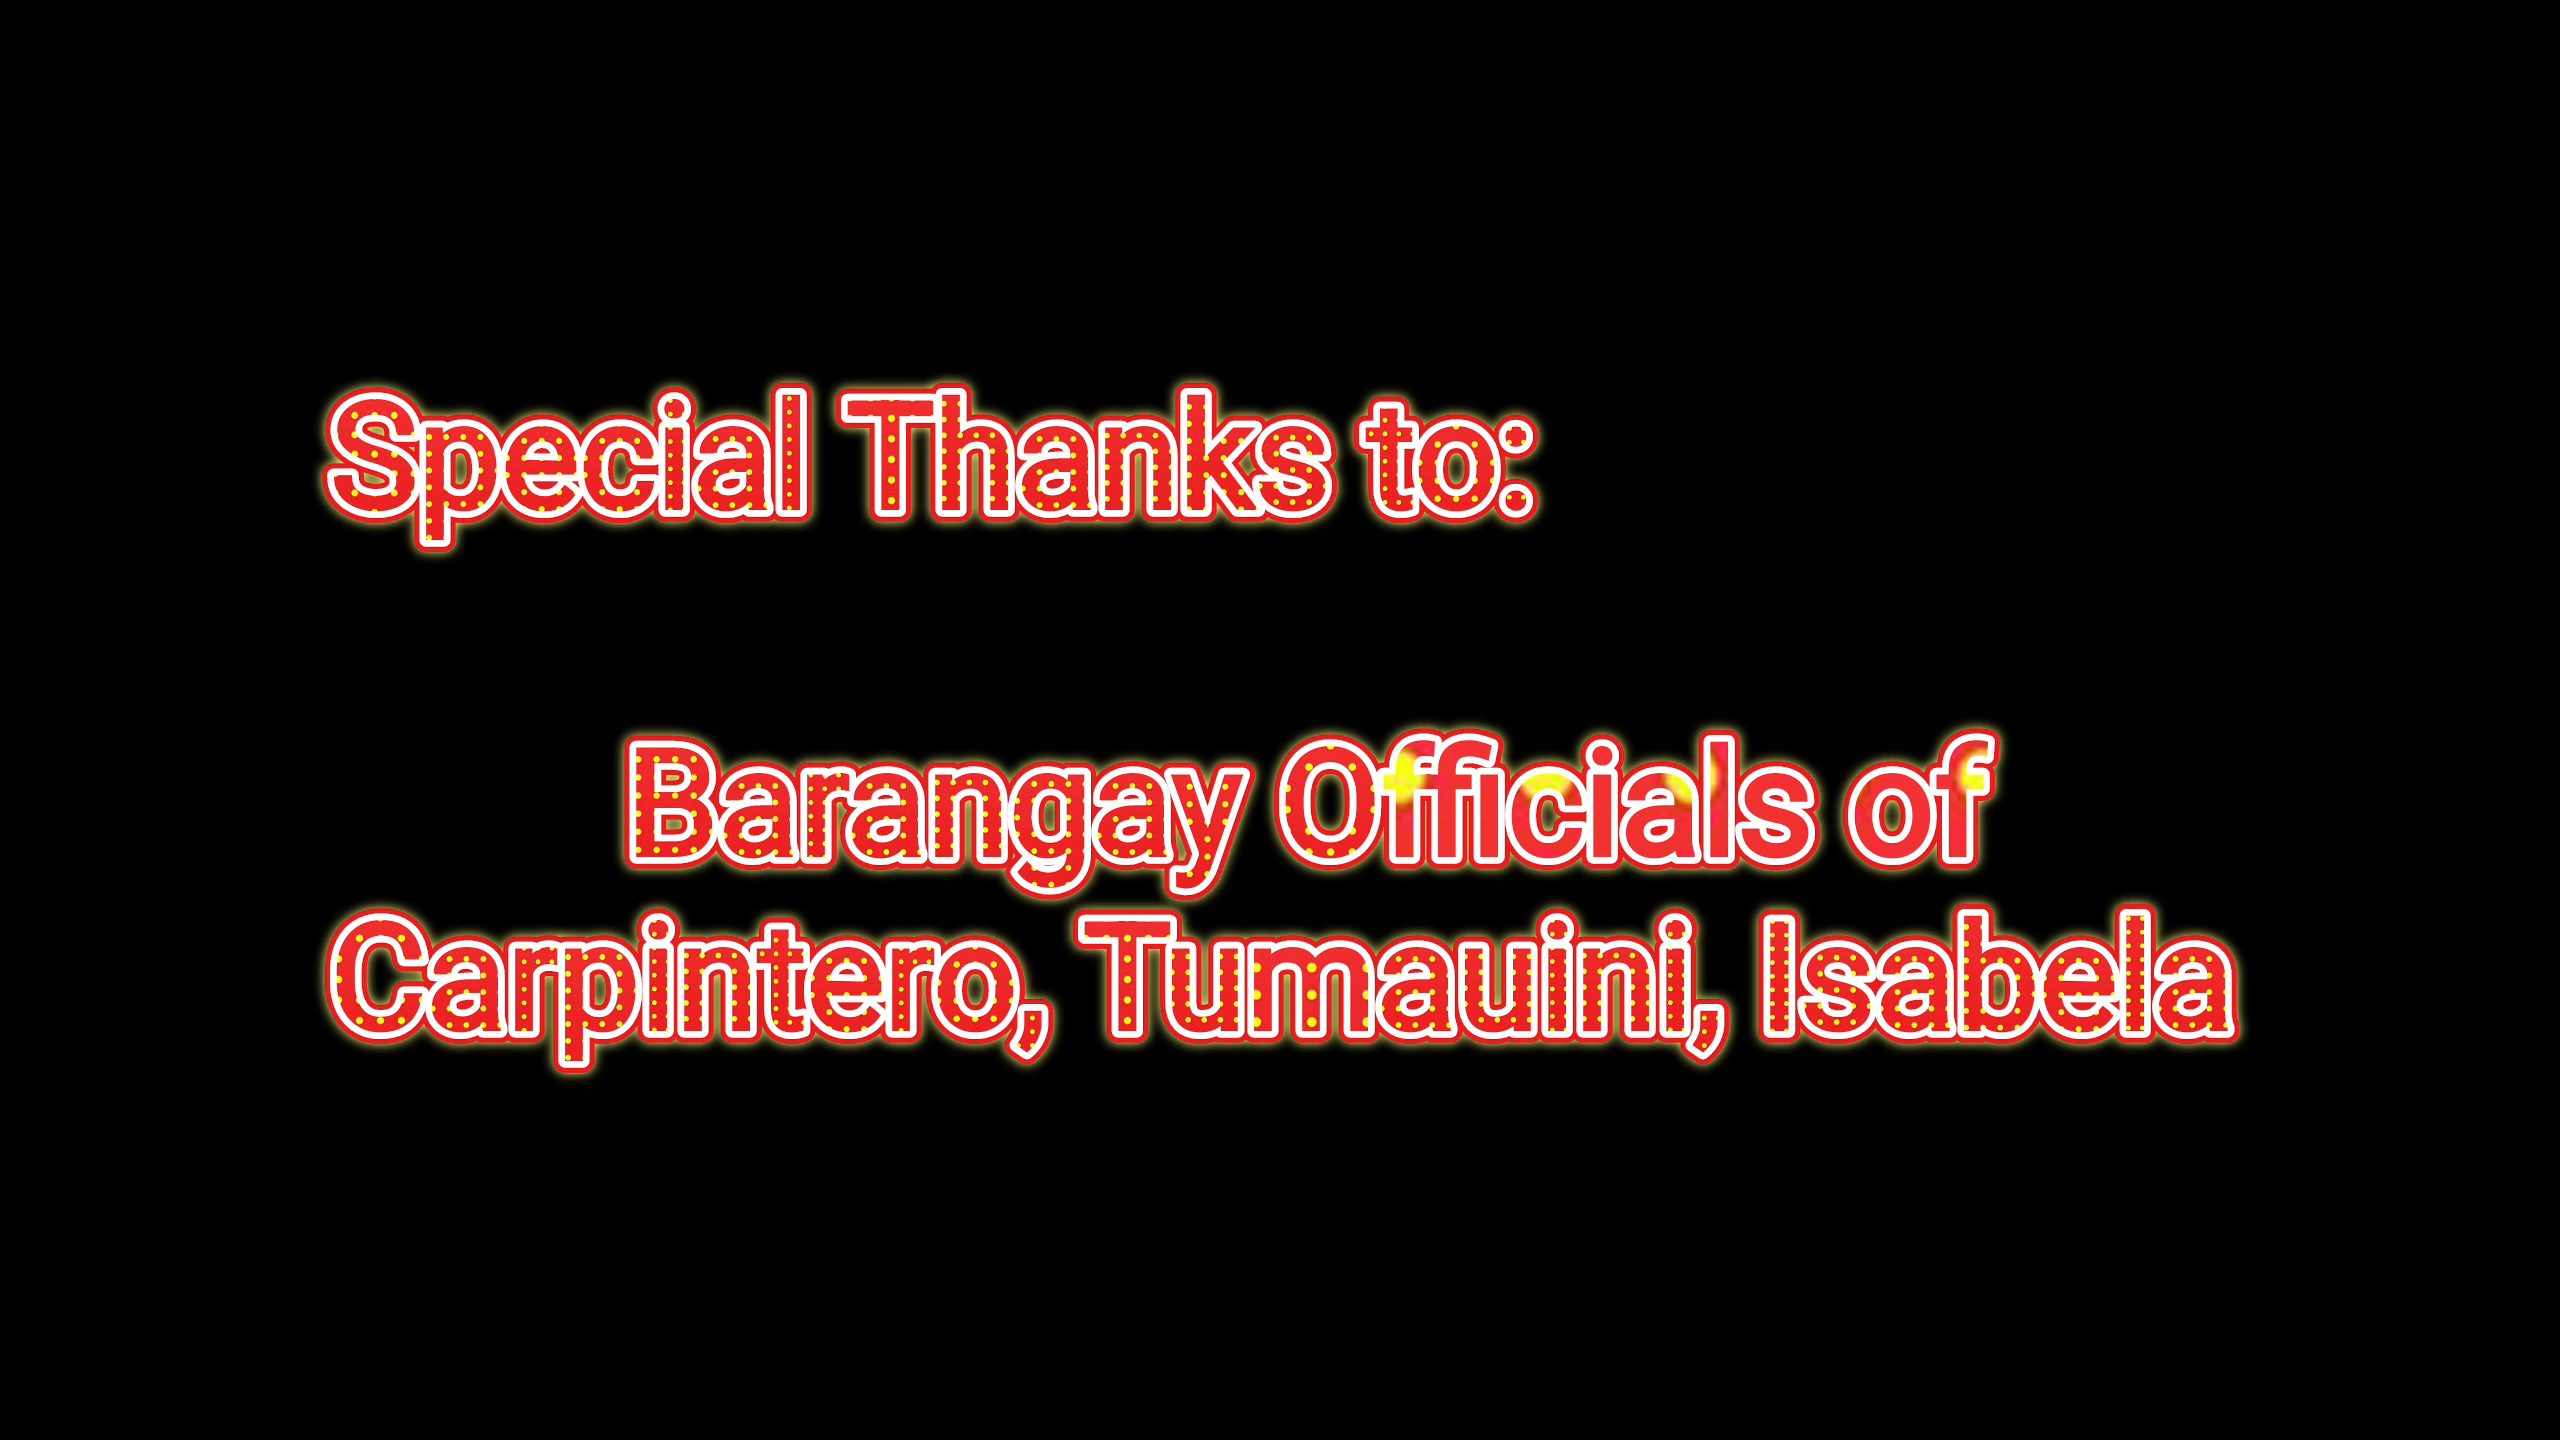 Special Thanks to:
Barangay Officials of
Carpintero, Tumauini, Isabela